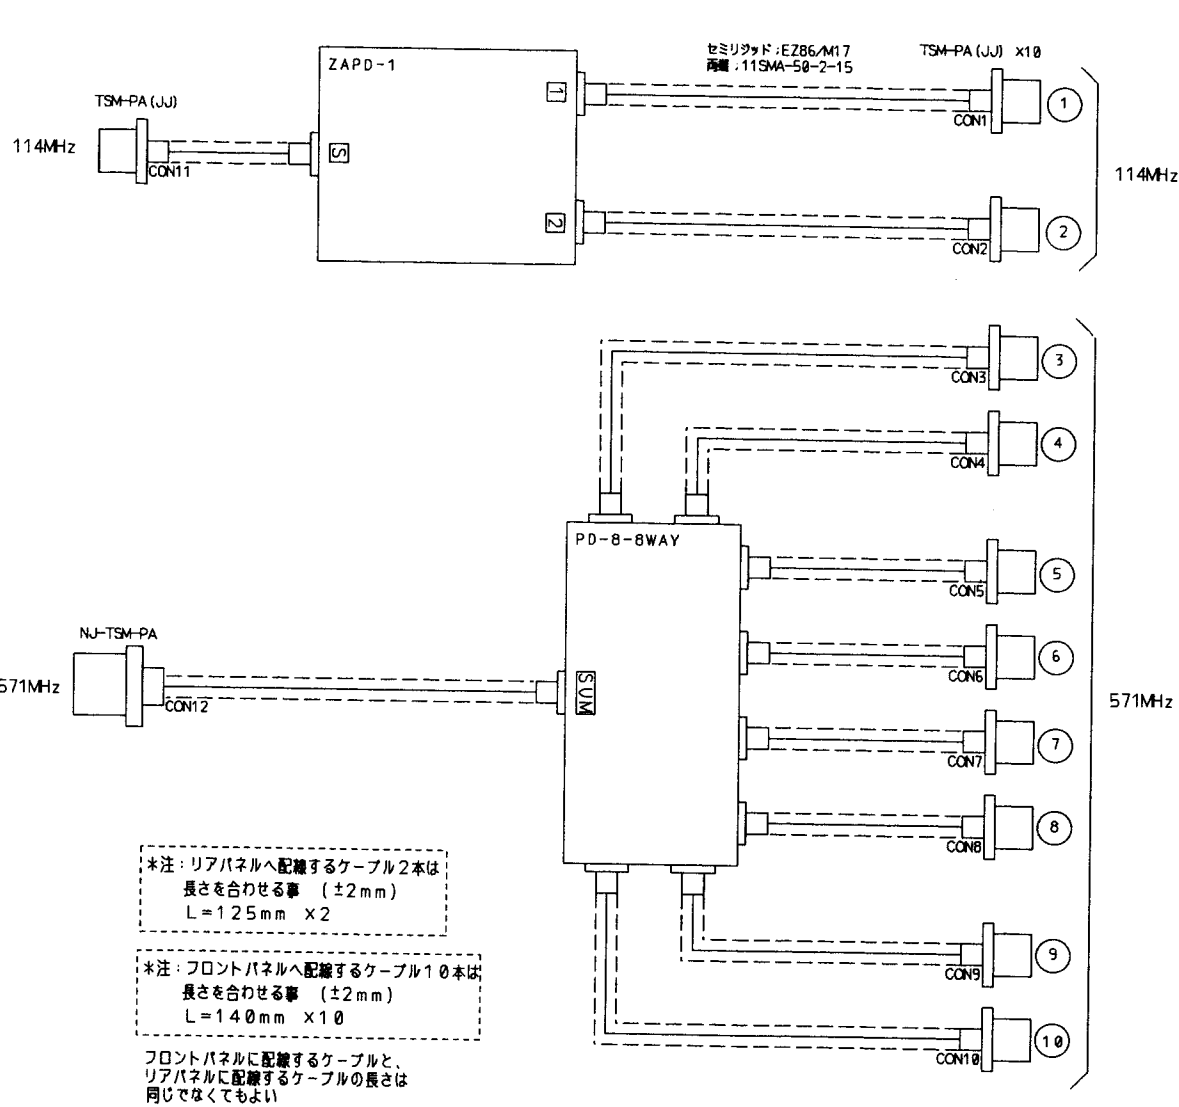 ZAPD-1
セミリジッド:EZ86/M17
両端:11SMA-50-2-15
TSM-PA(JJ) ×10
TSM-PA(JJ)
114MHz
CON11
S
1
CON1
1
114MHz
2
CON2
2
CON3
3
CON4
4
PD-8-8WAY
CON5
5
NJ-TSM-PA
571MHz
CON12
SUM
CON6
6
571MHz
CON7
7
CON8
8
*注:リアパネルへ配線するケーブル2本は
長さを合わせる事 (±2mm)
L=125mm ×2
CON9
9
*注:フロントパネルへ配線するケーブル10本は
長さを合わせる事 (±2mm)
L=140mm ×10
CON10
10
フロントパネルに配線するケーブルと、
リアパネルに配線するケーブルの長さは
同じでなくてもよい